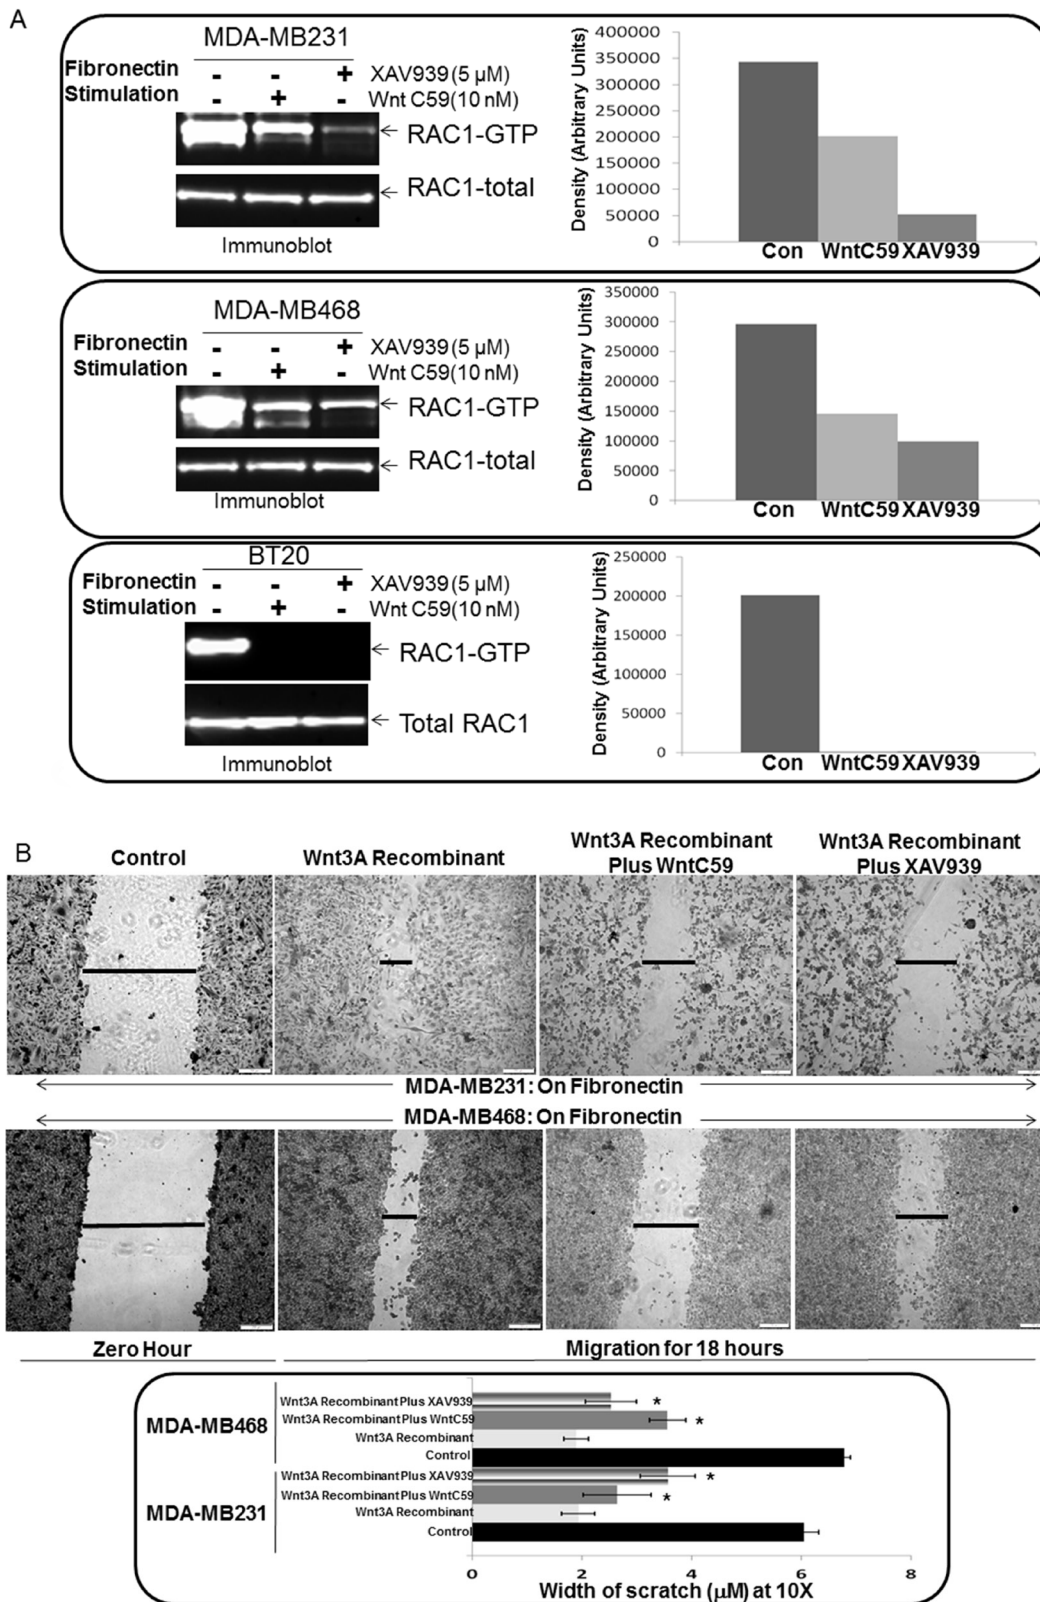 A
MDA-MB231
Fibronectin - - + XAV939(5 µM)
Stimulation - + - Wnt C59(10 nM)
RAC1-GTP
RAC1-total
Immunoblot
Density (Arbitrary Units)
400000
350000
300000
250000
200000
150000
100000
50000
0
Con WntC59 XAV939
MDA-MB468
Fibronectin - - + XAV939(5 µM)
Stimulation - + - Wnt C59(10 nM)
RAC1-GTP
RAC1-total
Immunoblot
Density (Arbitrary Units)
350000
300000
250000
200000
150000
100000
50000
0
Con WntC59 XAV939
BT20
Fibronectin - - + XAV939(5 µM)
Stimulation - + - Wnt C59(10 nM)
RAC1-GTP
Total RAC1
Immunoblot
Density (Arbitrary Units)
250000
200000
150000
100000
50000
0
Con WntC59 XAV939
B
Control
Wnt3A Recombinant
Wnt3A Recombinant
Plus WntC59
Wnt3A Recombinant
Plus XAV939
MDA-MB231: On Fibronectin
MDA-MB468: On Fibronectin
Zero Hour
Migration for 18 hours
MDA-MB468
Wnt3A Recombinant Plus XAV939 *
Wnt3A Recombinant Plus WntC59 *
Wnt3A Recombinant
Control
MDA-MB231
Wnt3A Recombinant Plus XAV939 *
Wnt3A Recombinant Plus WntC59 *
Wnt3A Recombinant
Control
0 2 4 6 8
Width of scratch (µM) at 10X